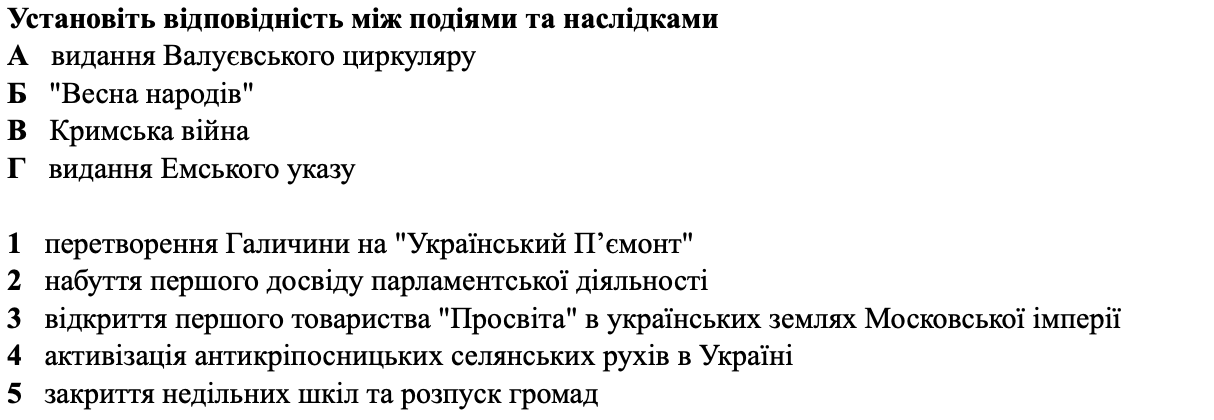 Установіть відповідність між подіями та наслідками
А видання Валуєвського циркуляру
Б "Весна народів"
В Кримська війна
Г видання Емського указу
1 перетворення Галичини на "Український П’ємонт"
2 набуття першого досвіду парламентської діяльності
3 відкриття першого товариства "Просвіта" в українських землях Московської імперії
4 активізація антикріпосницьких селянських рухів в Україні
5 закриття недільних шкіл та розпуск громад